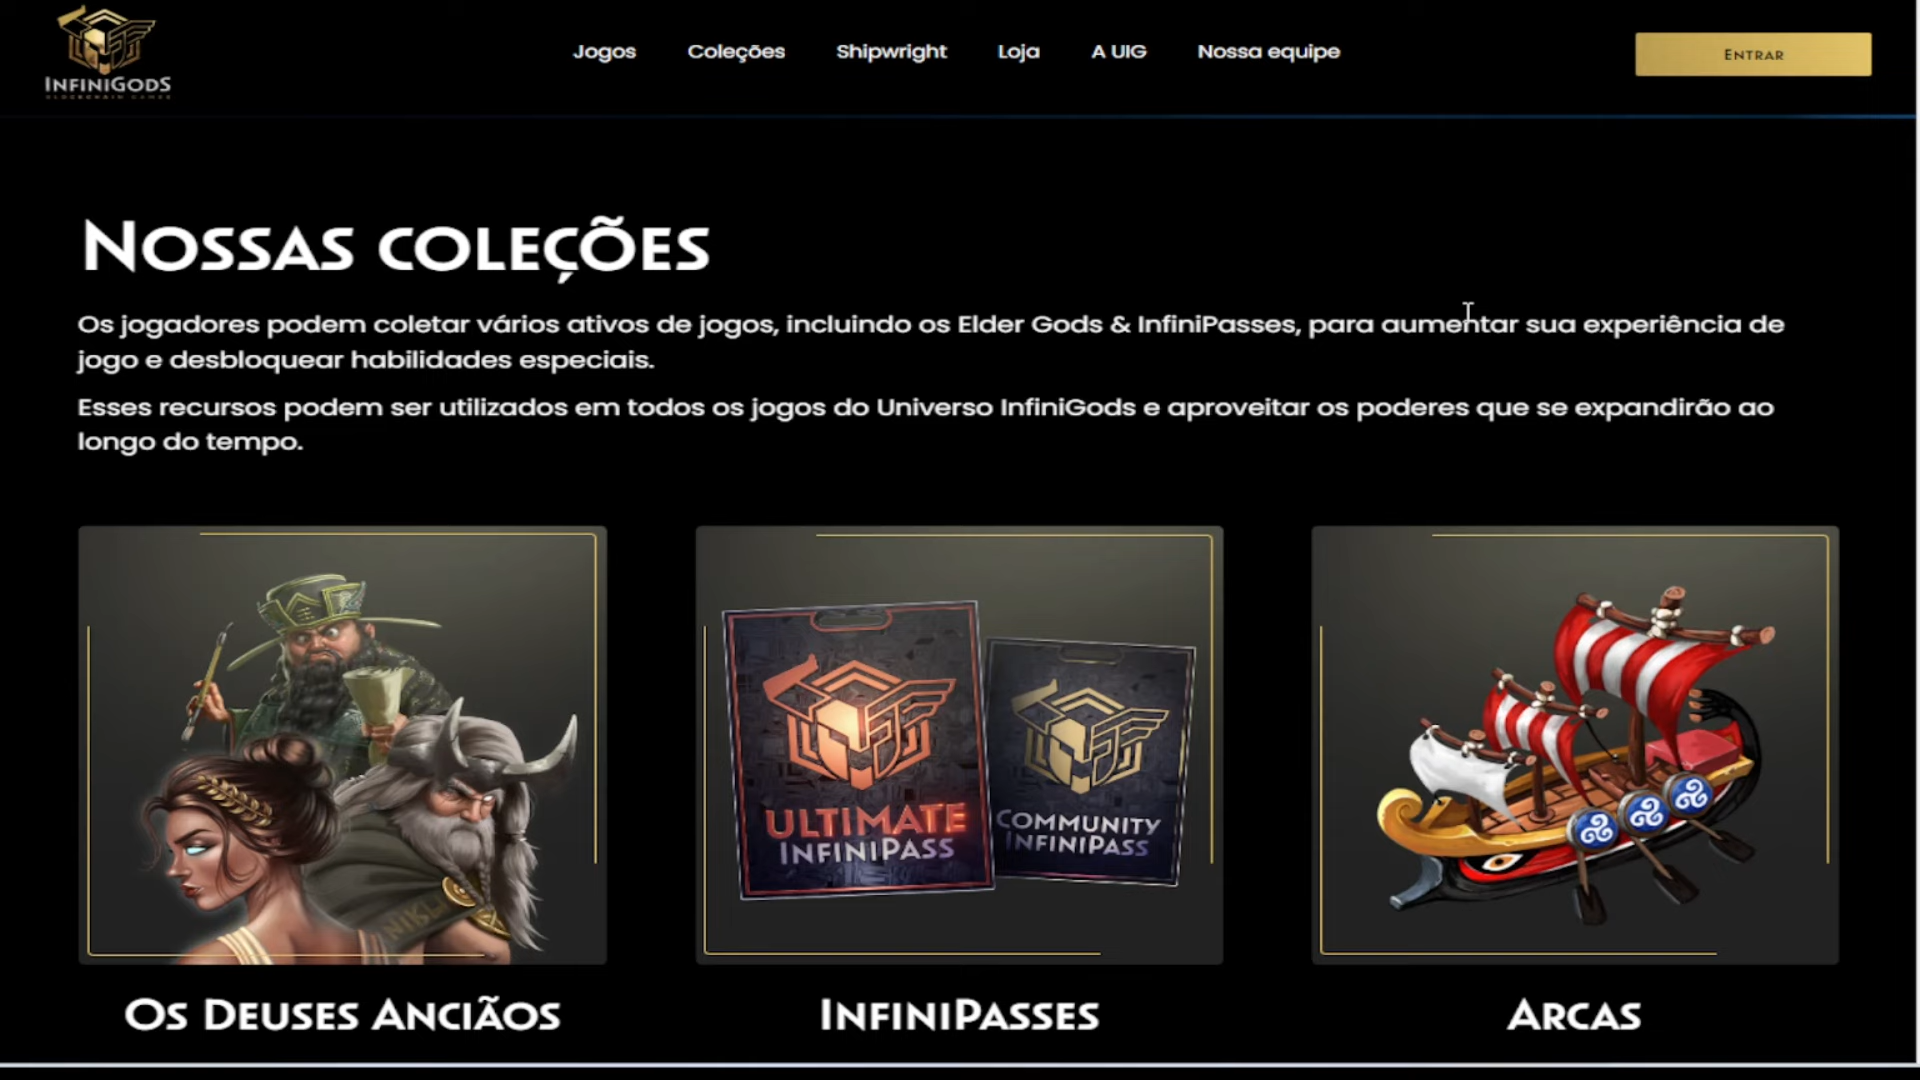 INFINIGODS
BLOCKCHAIN GAMES
Jogos
Coleções
Shipwright
Loja
A UIG
Nossa equipe
ENTRAR
NOSSAS COLEÇÕES
Os jogadores podem coletar vários ativos de jogos, incluindo os Elder Gods & InfiniPasses, para aumentar sua experiência de
jogo e desbloquear habilidades especiais.
Esses recursos podem ser utilizados em todos os jogos do Universo InfiniGods e aproveitar os poderes que se expandirão ao
longo do tempo.
ULTIMATE
INFINIPASS
COMMUNITY
INFINIPASS
OS DEUSES ANCIÃOS
INFINIPASSES
ARCAS